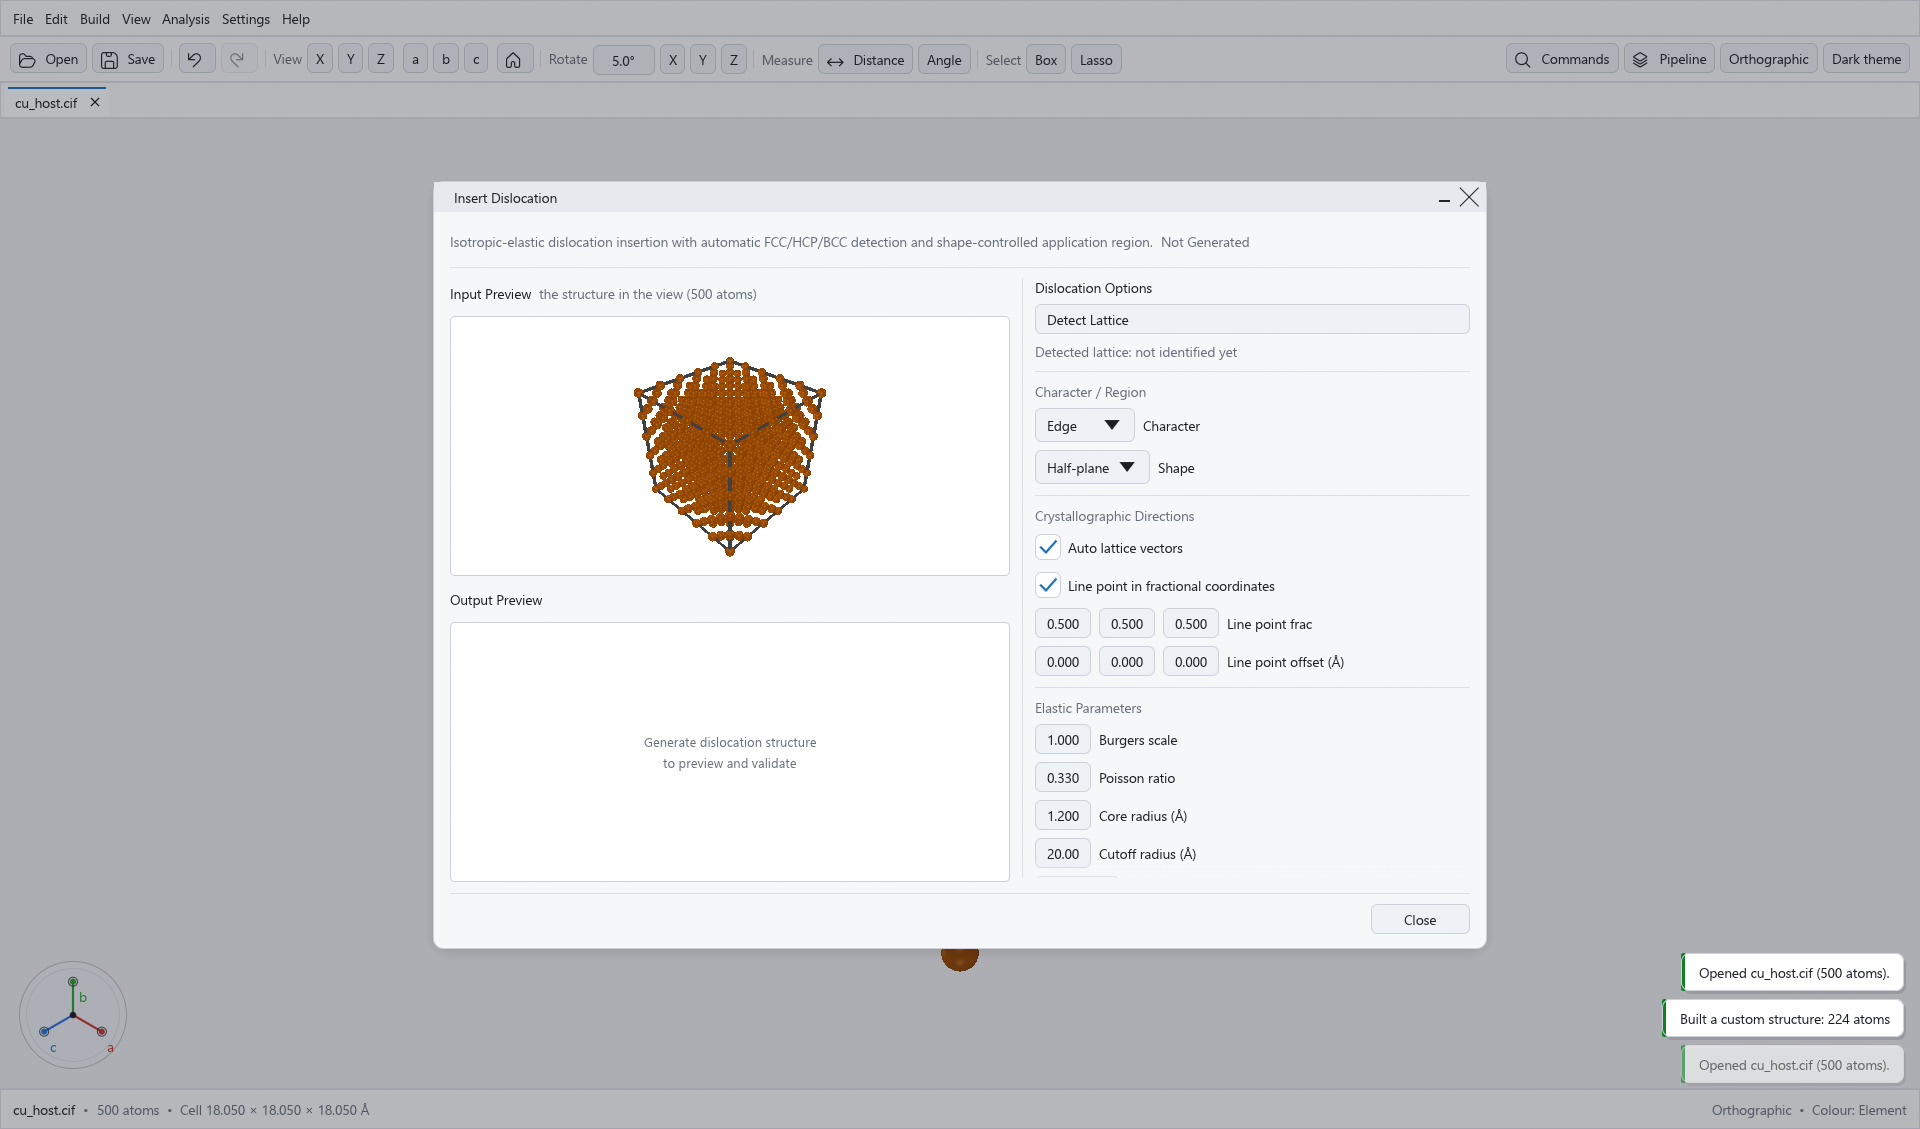 File Edit Build View Analysis Settings Help
Open Save View X Y Z a b c Rotate 5.0° X Y Z Measure Distance Angle Select Box Lasso Commands Pipeline Orthographic Dark theme
cu_host.cif
Insert Dislocation
Isotropic-elastic dislocation insertion with automatic FCC/HCP/BCC detection and shape-controlled application region. Not Generated
Input Preview the structure in the view (500 atoms)
Output Preview
Generate dislocation structure
to preview and validate
Dislocation Options
Detect Lattice
Detected lattice: not identified yet
Character / Region
Edge Character
Half-plane Shape
Crystallographic Directions
Auto lattice vectors
Line point in fractional coordinates
0.500 0.500 0.500 Line point frac
0.000 0.000 0.000 Line point offset (Å)
Elastic Parameters
1.000 Burgers scale
0.330 Poisson ratio
1.200 Core radius (Å)
20.00 Cutoff radius (Å)
Close
b
c a
Opened cu_host.cif (500 atoms).
Built a custom structure: 224 atoms
Opened cu_host.cif (500 atoms).
cu_host.cif • 500 atoms • Cell 18.050 × 18.050 × 18.050 Å
Orthographic • Colour: Element